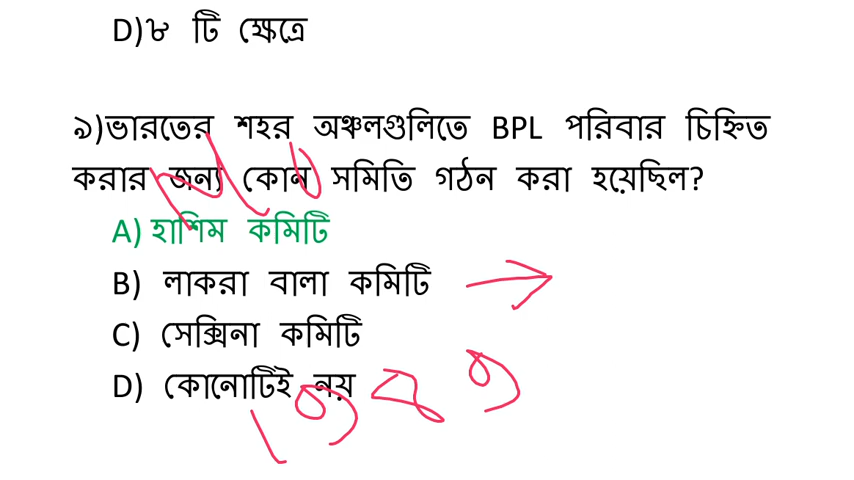 D)৮ টি ক্ষেত্রে
৯)ভারতের শহর অঞ্চলগুলিতে BPL পরিবার চিহ্নিত
করার জন্য কোন সমিতি গঠন করা হয়েছিল?
A) হাশিম কমিটি
B) লাকরা বালা কমিটি
C) সেক্সিনা কমিটি
D) কোনোটিই নয়